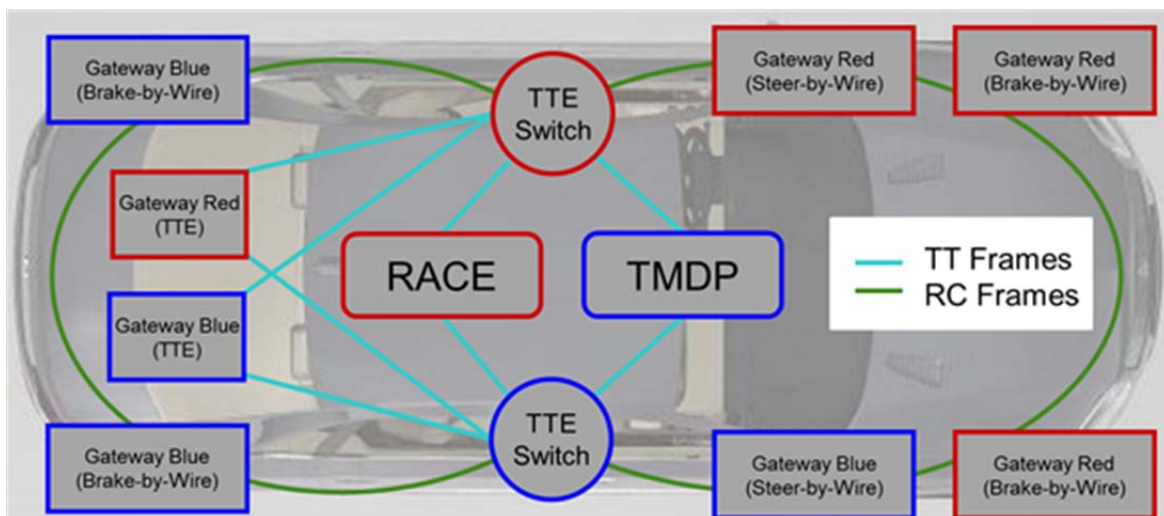 Gateway Blue
(Brake-by-Wire)
TTE
Switch
Gateway Red
(Steer-by-Wire)
Gateway Red
(Brake-by-Wire)
Gateway Red
(TTE)
RACE
TMDP
TT Frames
RC Frames
Gateway Blue
(TTE)
Gateway Blue
(Brake-by-Wire)
TTE
Switch
Gateway Blue
(Steer-by-Wire)
Gateway Red
(Brake-by-Wire)